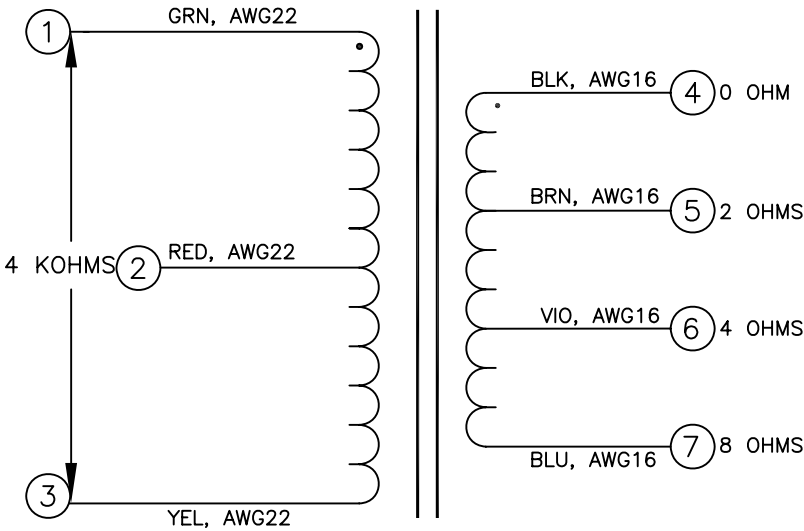 1
GRN, AWG22
4 KOHMS
2
RED, AWG22
3
YEL, AWG22
BLK, AWG16
4
0 OHM
BRN, AWG16
5
2 OHMS
VIO, AWG16
6
4 OHMS
BLU, AWG16
7
8 OHMS